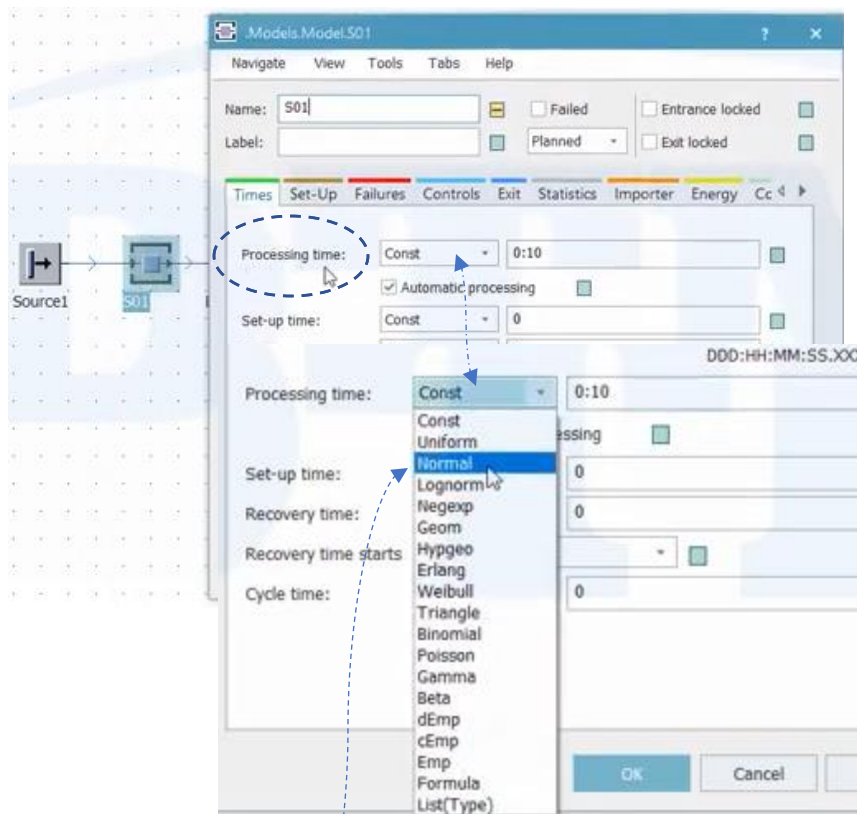 .Models.Model.S01 ? ×
Navigate View Tools Tabs Help
Name: S01 Failed Entrance locked
Label: Planned Exit locked
Times Set-Up Failures Controls Exit Statistics Importer Energy Cc
Processing time: Const 0:10
Automatic processing
Set-up time: Const 0
Source1 S01
DDD:HH:MM:SS.XXX
Processing time: Const 0:10
Const
Uniform essing
Normal
Set-up time: 0
Lognorm
Negexp
Recovery time: 0
Geom
Hypgeo
Recovery time starts
Erlang
Weibull
Cycle time: 0
Triangle
Binomial
Poisson
Gamma
Beta
dEmp
cEmp
Emp
Formula
List(Type)
OK Cancel